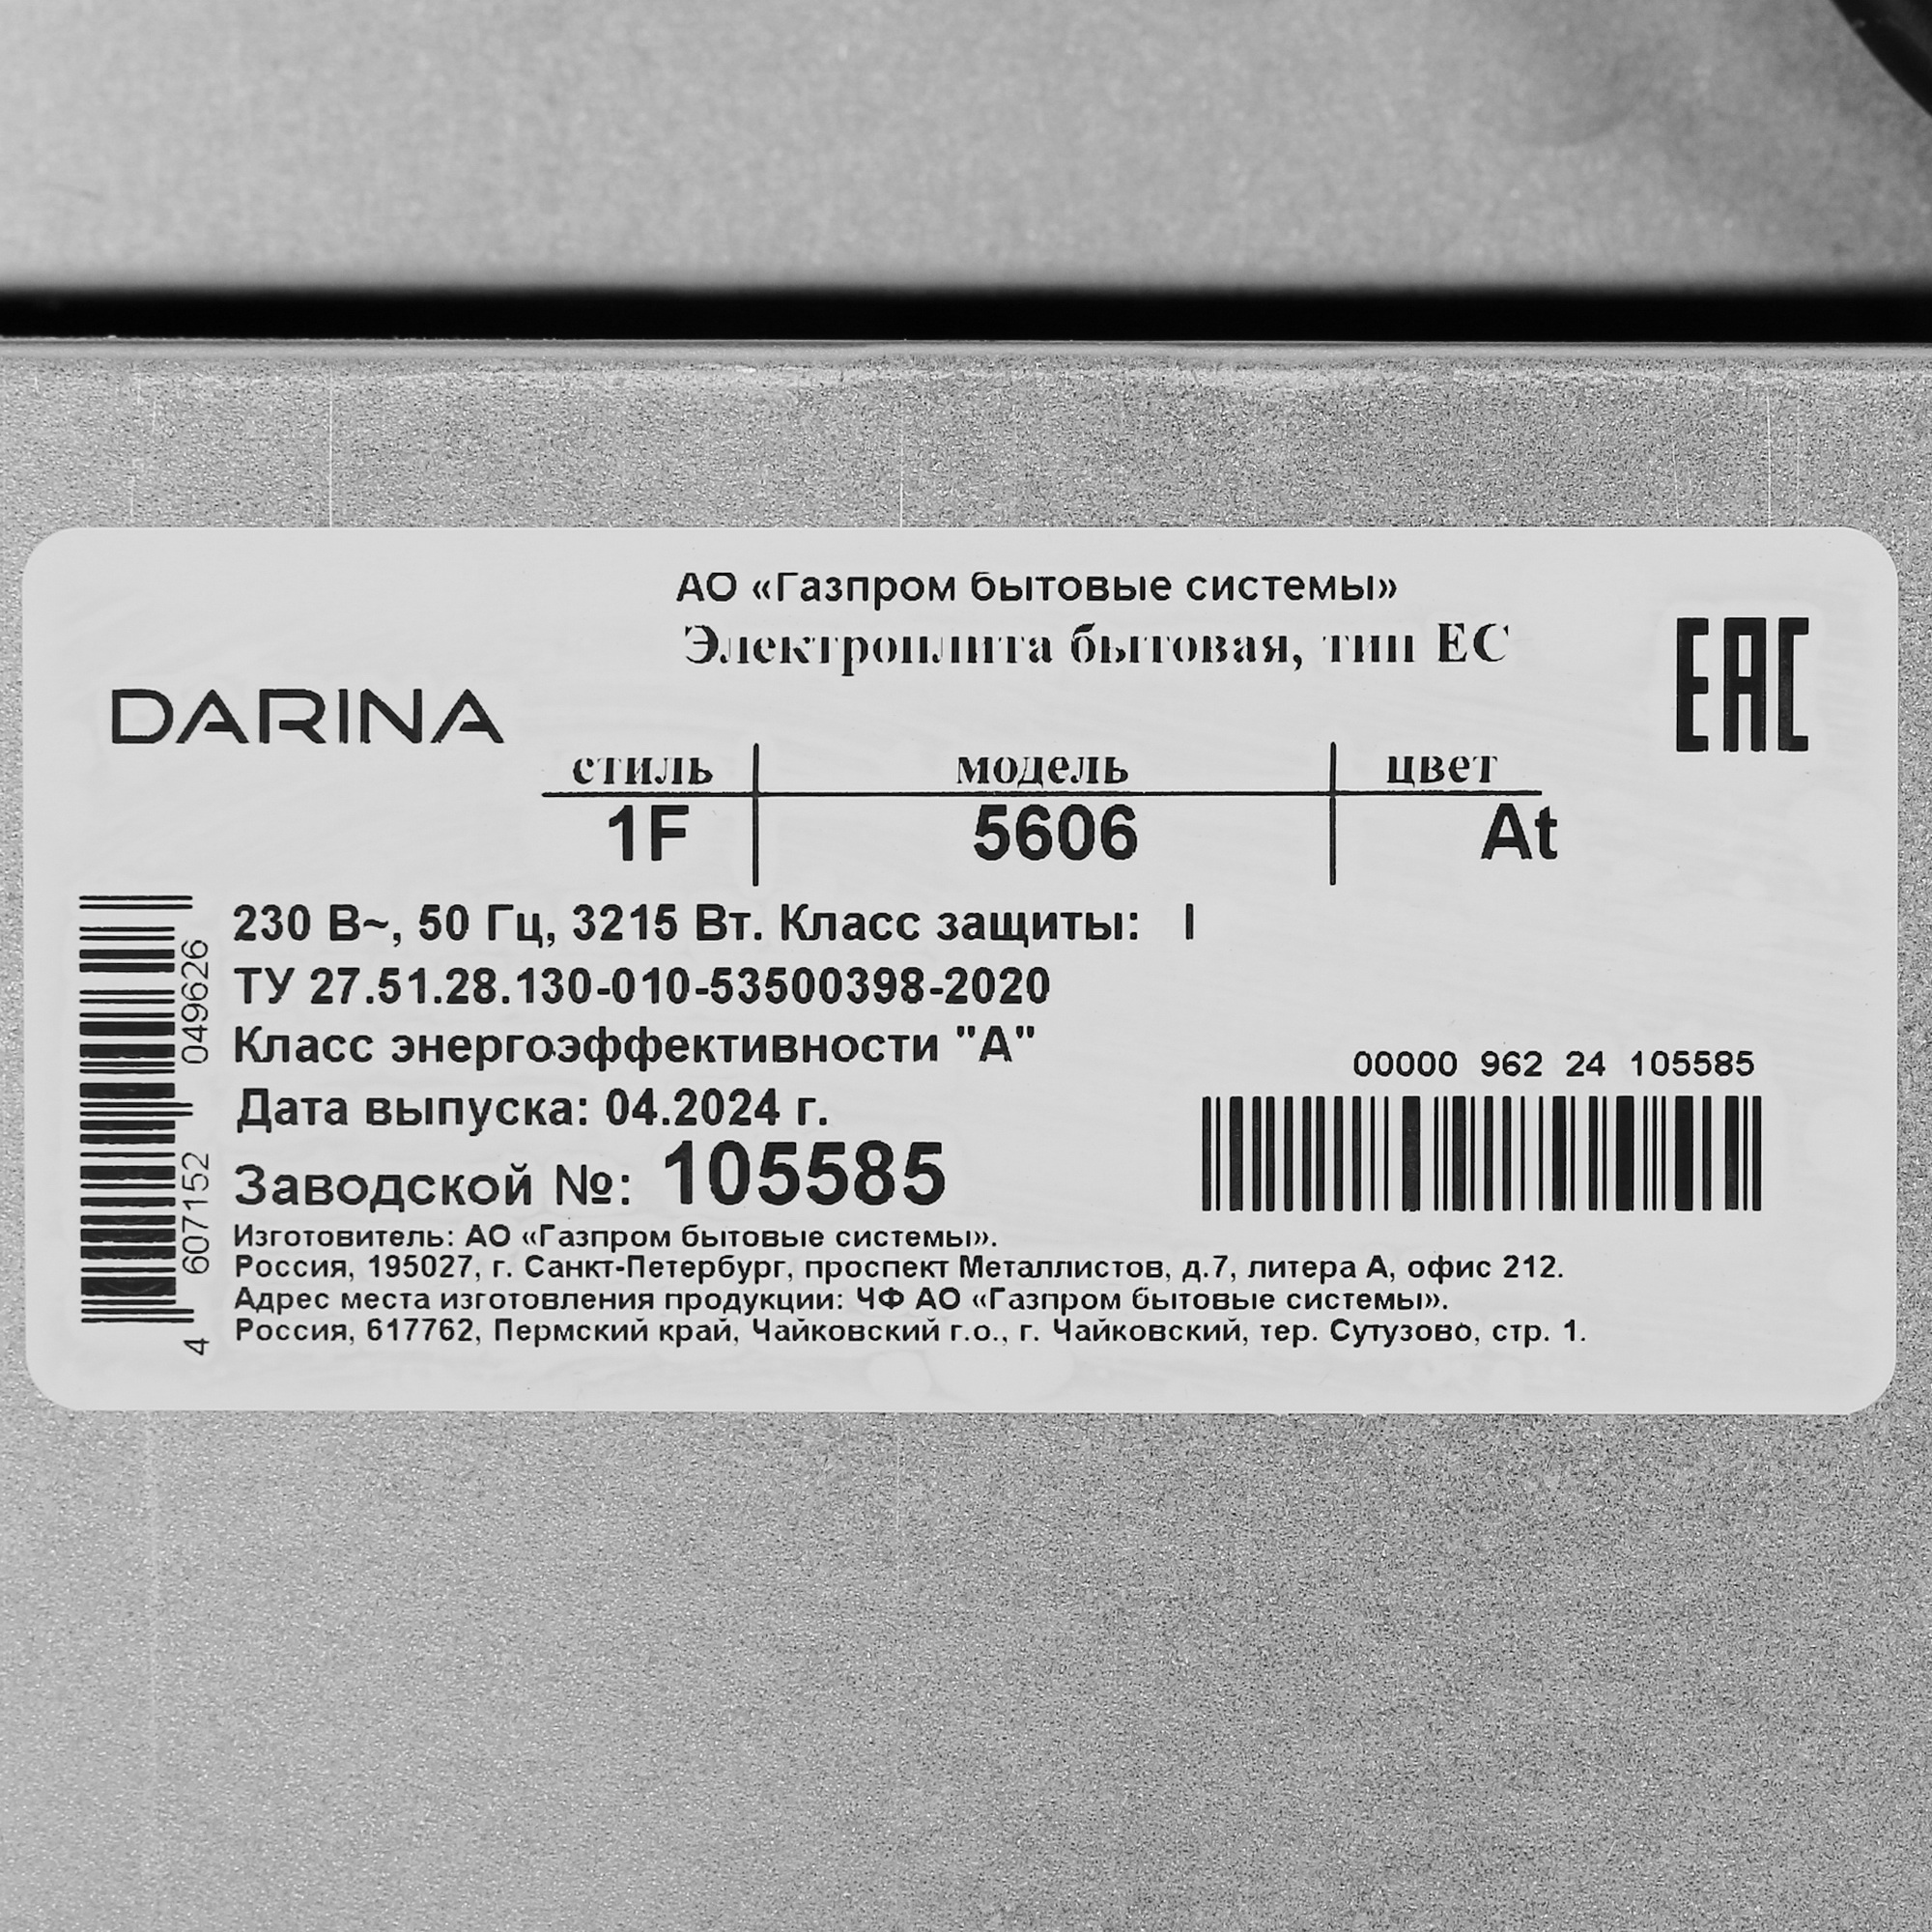 АО «Газпром бытовые системы»
Электроплита бытовая, тип ЕС
EAC
DARINA
стиль модель цвет
1F 5606 At
230 В~, 50 Гц, 3215 Вт. Класс защиты: I
ТУ 27.51.28.130-010-53500398-2020
Класс энергоэффективности "А"
Дата выпуска: 04.2024 г.
Заводской №: 105585
00000 962 24 105585
Изготовитель: АО «Газпром бытовые системы».
Россия, 195027, г. Санкт-Петербург, проспект Металлистов, д.7, литера А, офис 212.
Адрес места изготовления продукции: ЧФ АО «Газпром бытовые системы».
Россия, 617762, Пермский край, Чайковский г.о., г. Чайковский, тер. Сутузово, стр. 1.
4 607152 049626